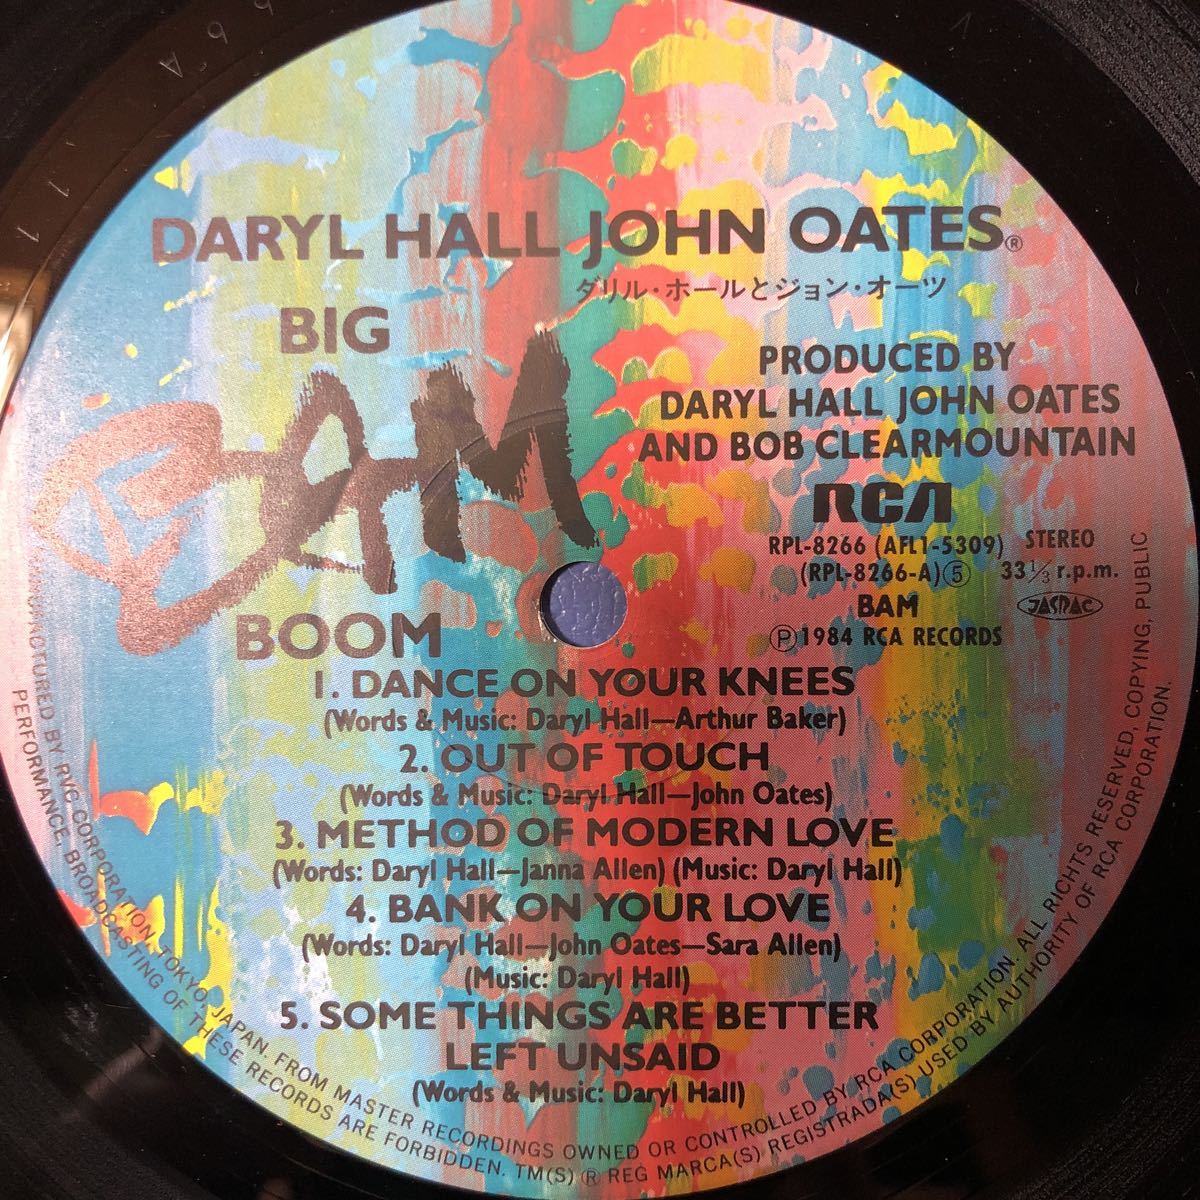 DARYL HALL JOHN OATES®
ダリル・ホールとジョン・オーツ
BIG
BAM
BOOM
PRODUCED BY
DARYL HALL JOHN OATES
AND BOB CLEARMOUNTAIN
RCA
RPL-8266 (AFL1-5309) STEREO
(RPL-8266-A)⑤ 33 1/3 r.p.m.
BAM JASRAC
Ⓟ1984 RCA RECORDS
1. DANCE ON YOUR KNEES
(Words & Music: Daryl Hall—Arthur Baker)
2. OUT OF TOUCH
(Words & Music: Daryl Hall—John Oates)
3. METHOD OF MODERN LOVE
(Words: Daryl Hall—Janna Allen) (Music: Daryl Hall)
4. BANK ON YOUR LOVE
(Words: Daryl Hall—John Oates—Sara Allen)
(Music: Daryl Hall)
5. SOME THINGS ARE BETTER
LEFT UNSAID
(Words & Music: Daryl Hall)
MANUFACTURED BY RVC CORPORATION, TOKYO, JAPAN. FROM MASTER RECORDINGS OWNED OR CONTROLLED BY RCA CORPORATION. ALL RIGHTS RESERVED, COPYING, PUBLIC
PERFORMANCE, BROADCASTING OF THESE RECORDS ARE FORBIDDEN. TM(S) ® REG MARCA(S) REGISTRADA(S) USED BY AUTHORITY OF RCA CORPORATION.